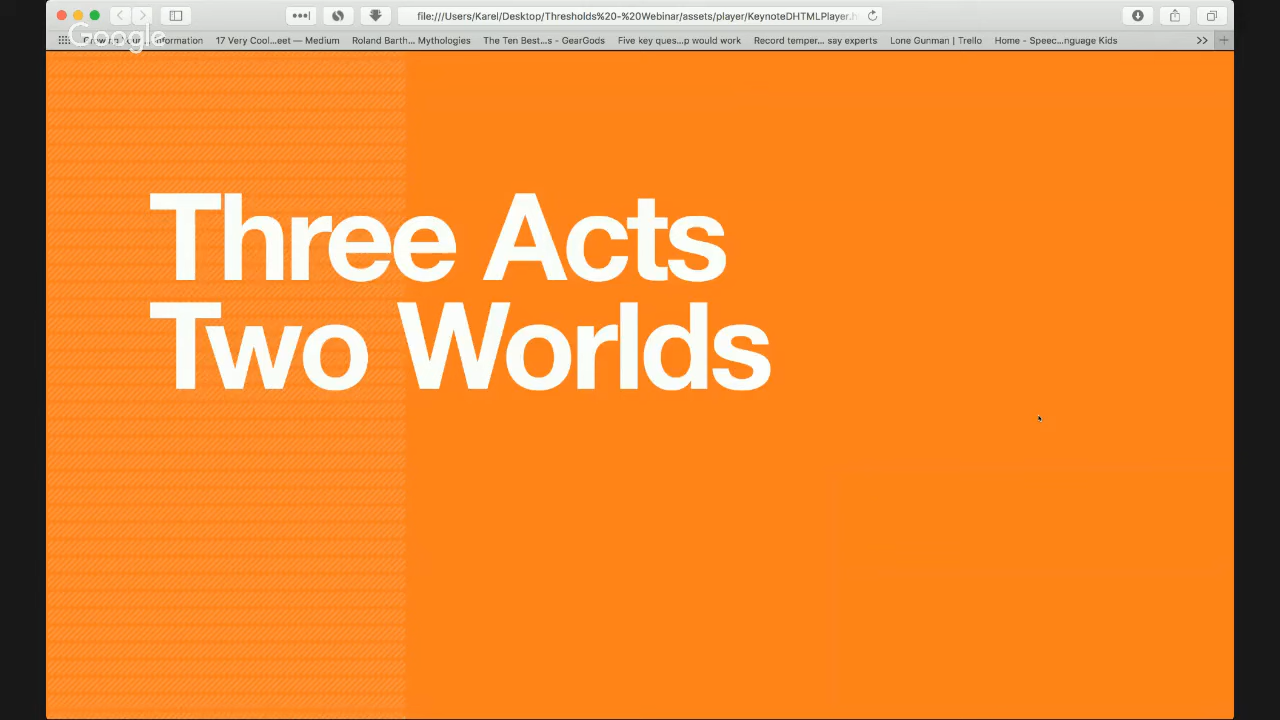 file:///Users/Karel/Desktop/Thresholds%20-%20Webinar/assets/player/KeynoteDHTMLPlayer.h
Google
17 Very Cool...eet — Medium
Roland Barth... Mythologies
The Ten Best...s - GearGods
Five key ques...p would work
Record temper... say experts
Lone Gunman | Trello
Home - Speec...nguage Kids
Three Acts
Two Worlds